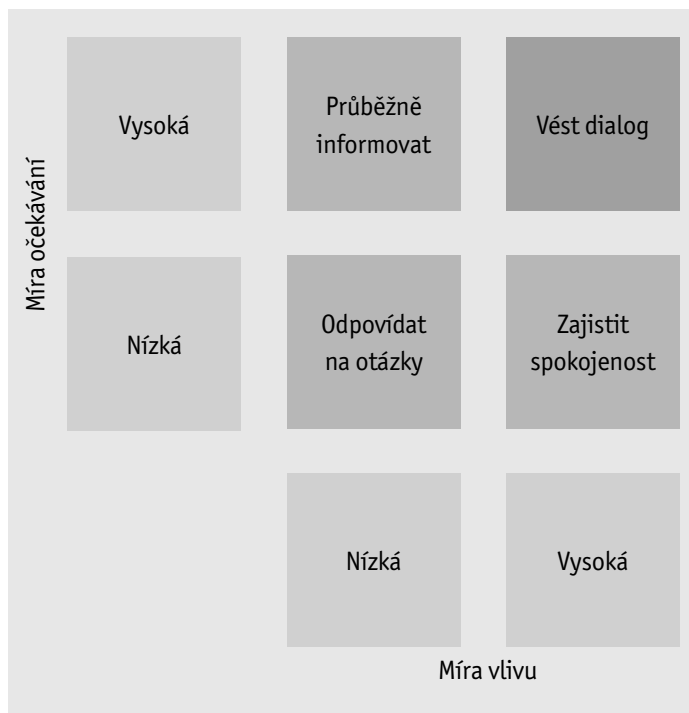 Míra očekávání
Vysoká
Průběžně
informovat
Vést dialog
Nízká
Odpovídat
na otázky
Zajistit
spokojenost
Nízká
Vysoká
Míra vlivu